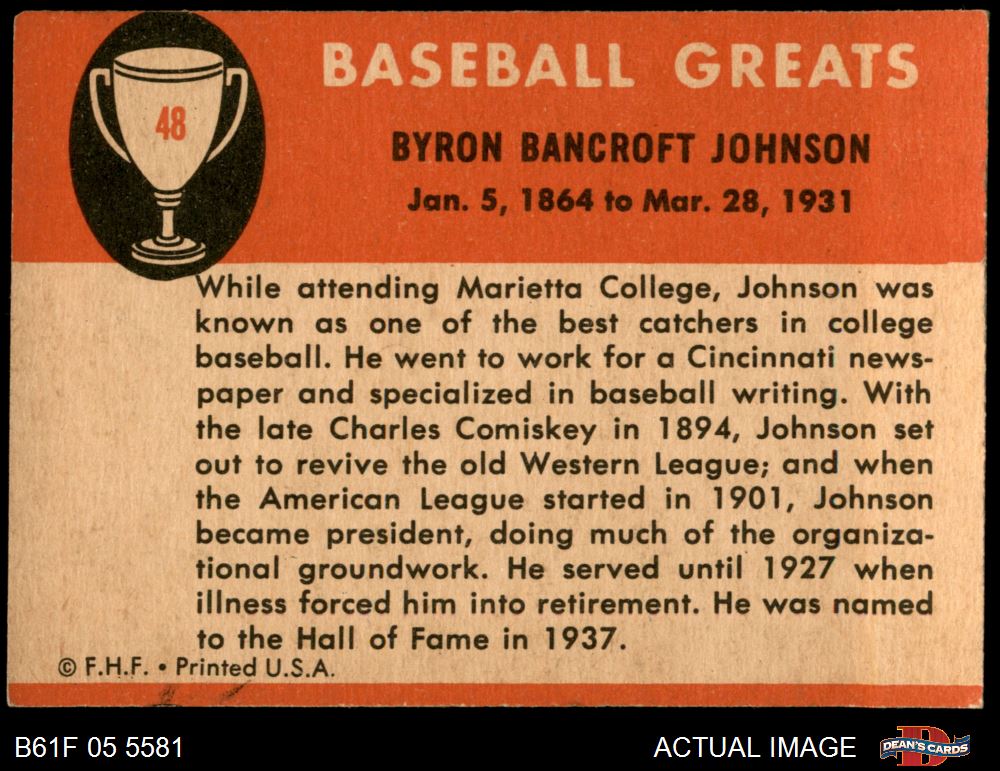 48
BASEBALL GREATS
BYRON BANCROFT JOHNSON
Jan. 5, 1864 to Mar. 28, 1931
While attending Marietta College, Johnson was
known as one of the best catchers in college
baseball. He went to work for a Cincinnati news-
paper and specialized in baseball writing. With
the late Charles Comiskey in 1894, Johnson set
out to revive the old Western League; and when
the American League started in 1901, Johnson
became president, doing much of the organiza-
tional groundwork. He served until 1927 when
illness forced him into retirement. He was named
to the Hall of Fame in 1937.
© F.H.F. • Printed U.S.A.
B61F 05 5581
ACTUAL IMAGE
DEAN'S CARDS